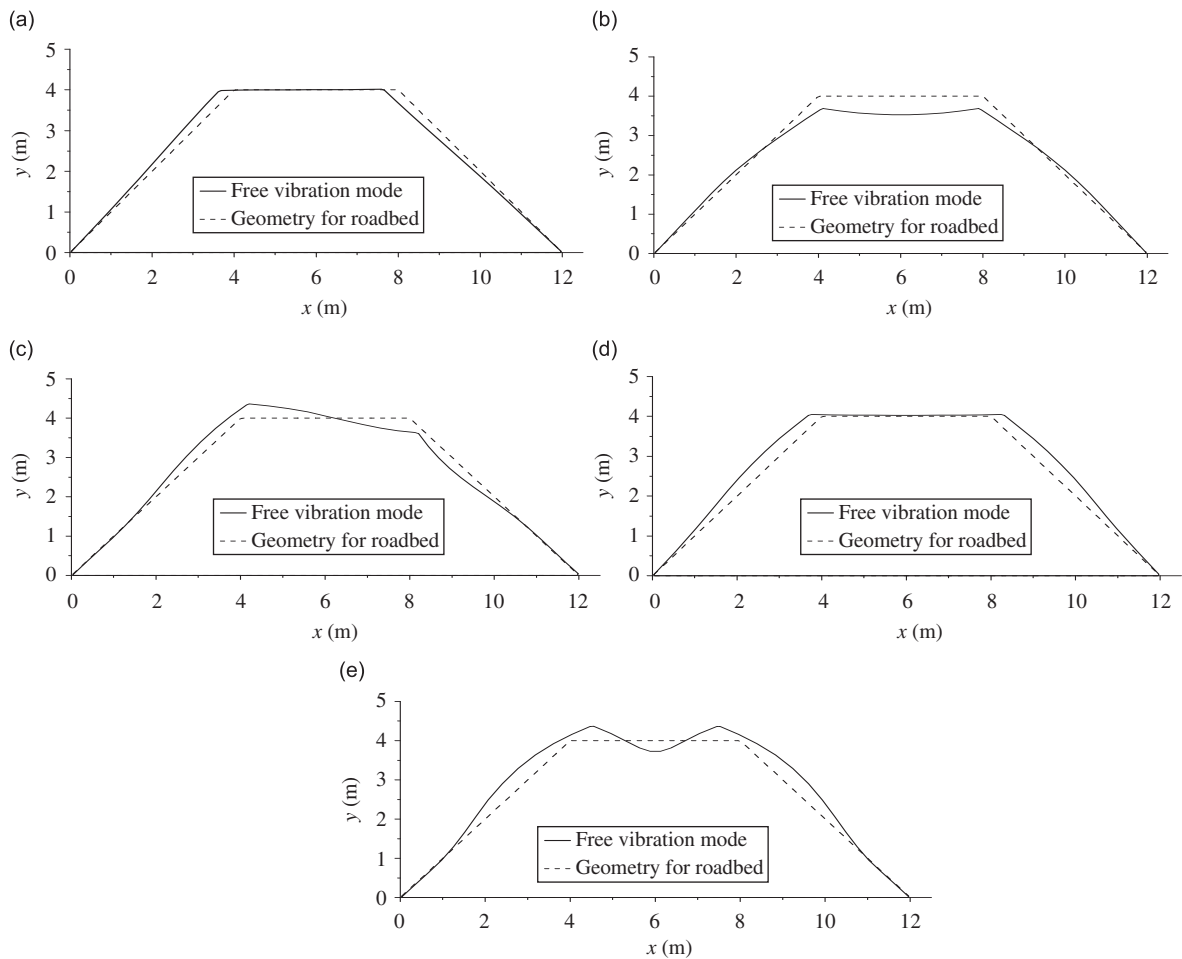 (a)
5
4
3
2
1
0
y (m)
Free vibration mode
Geometry for roadbed
0 2 4 6 8 10 12
x (m)
(b)
5
4
3
2
1
0
y (m)
Free vibration mode
Geometry for roadbed
0 2 4 6 8 10 12
x (m)
(c)
5
4
3
2
1
0
y (m)
Free vibration mode
Geometry for roadbed
0 2 4 6 8 10 12
x (m)
(d)
5
4
3
2
1
0
y (m)
Free vibration mode
Geometry for roadbed
0 2 4 6 8 10 12
x (m)
(e)
5
4
3
2
1
0
y (m)
Free vibration mode
Geometry for roadbed
0 2 4 6 8 10 12
x (m)